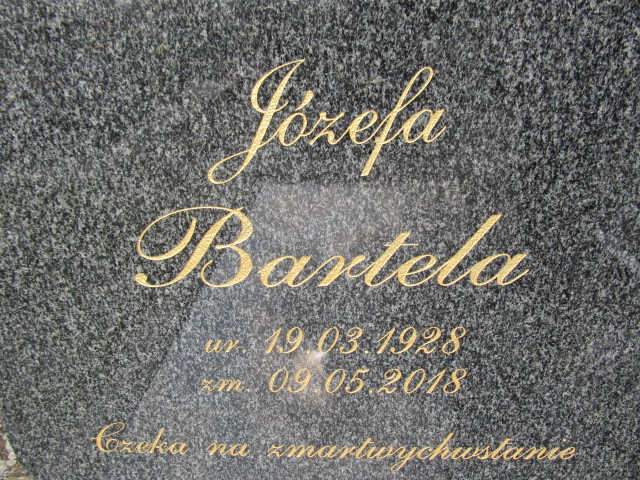 Józefa
Bartela
ur. 19.03.1928
zm. 09.05.2018
Czeka na zmartwychwstanie